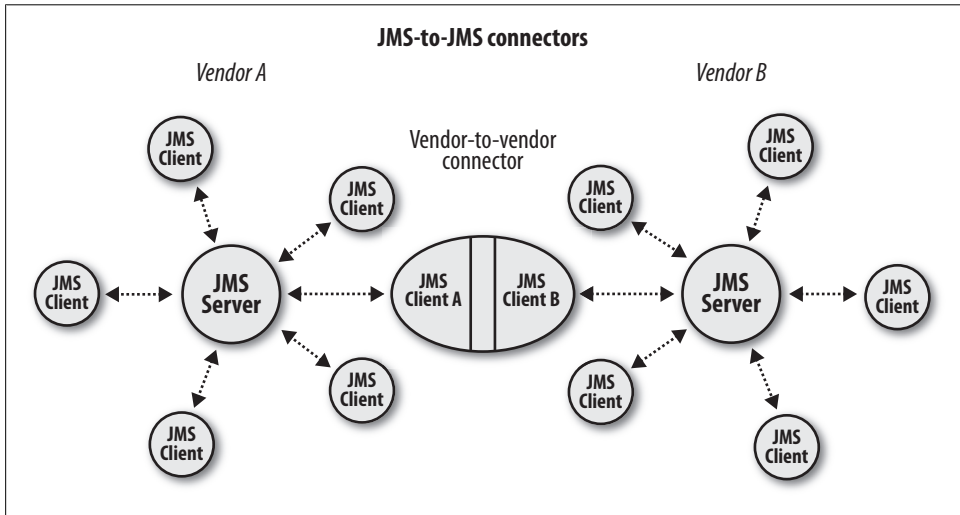 JMS-to-JMS connectors
Vendor A
Vendor B
JMS
Client
JMS
Client
Vendor-to-vendor
connector
JMS
Client
JMS
Client
JMS
Client
JMS
Client
JMS
Server
JMS
Client A
JMS
Client B
JMS
Server
JMS
Client
JMS
Client
JMS
Client
JMS
Client
JMS
Client